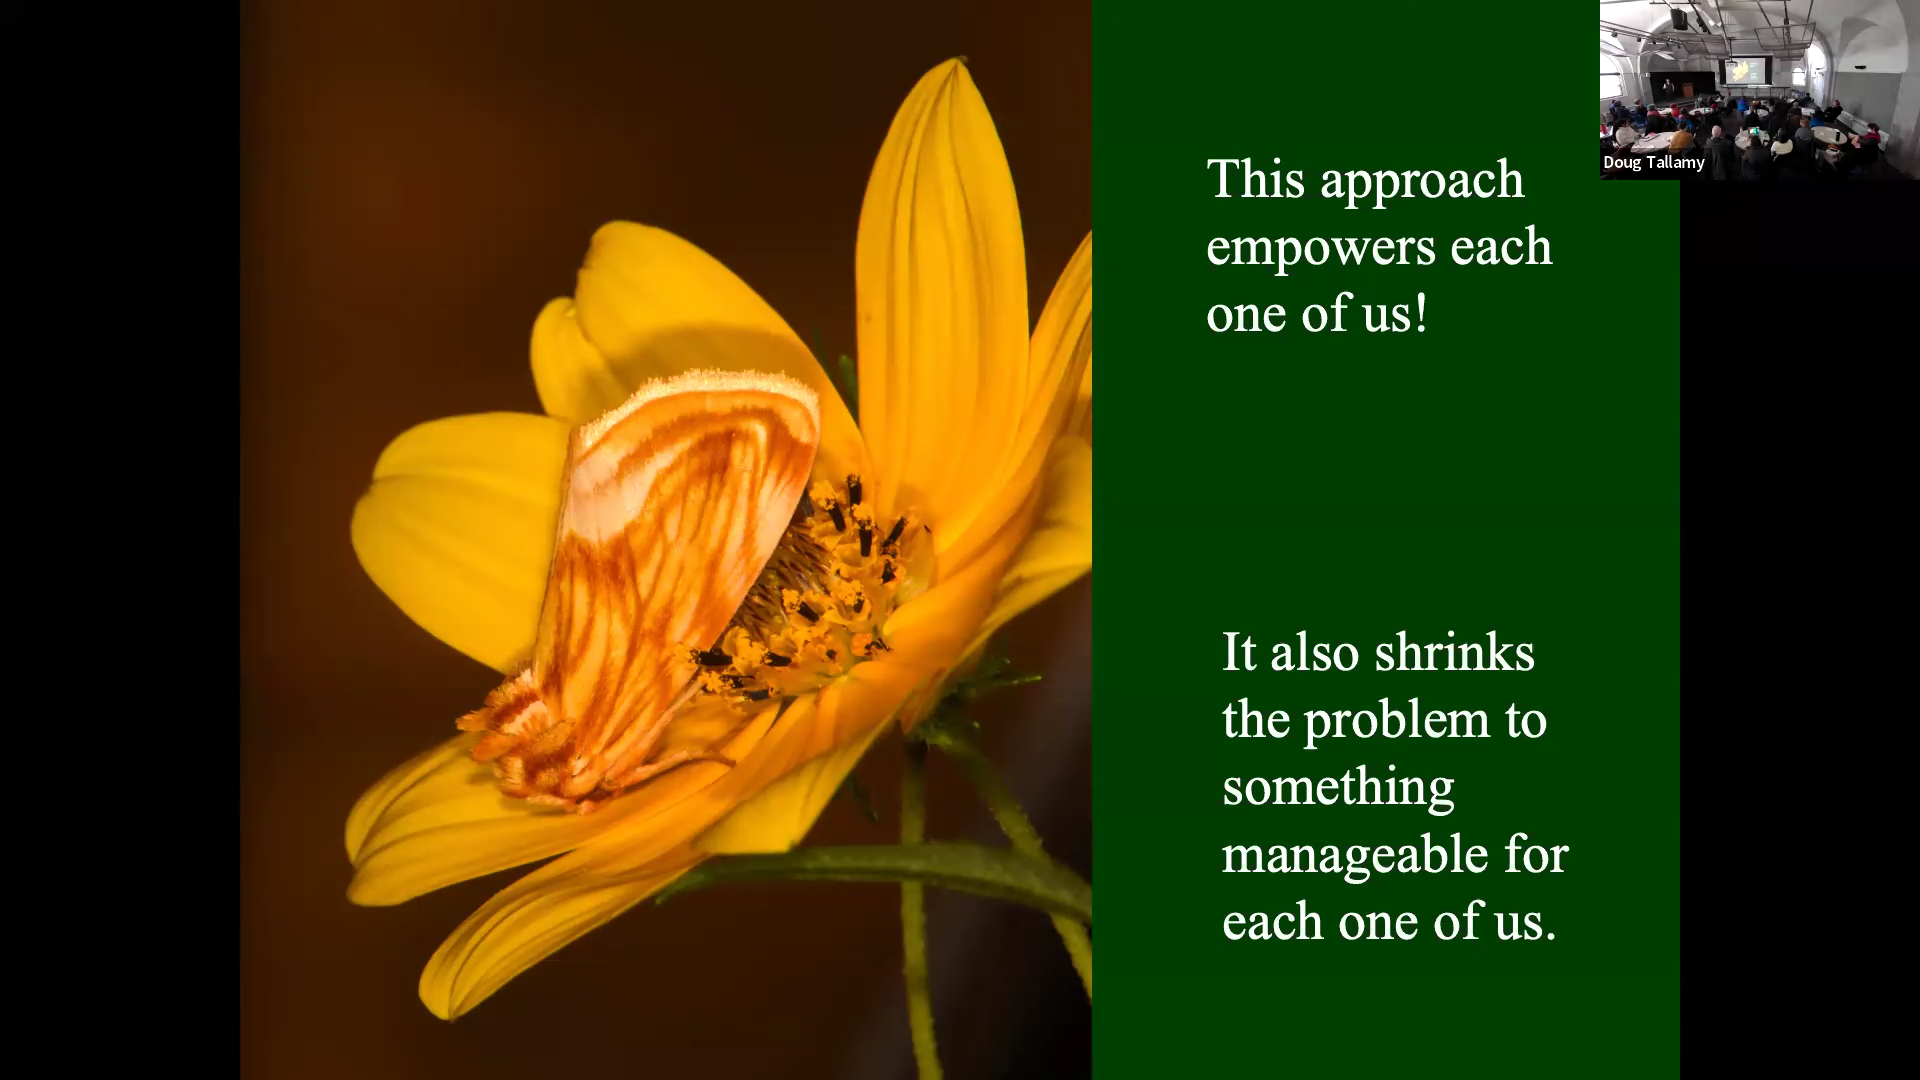 This approach
empowers each
one of us!
It also shrinks
the problem to
something
manageable for
each one of us.
Doug Tallamy